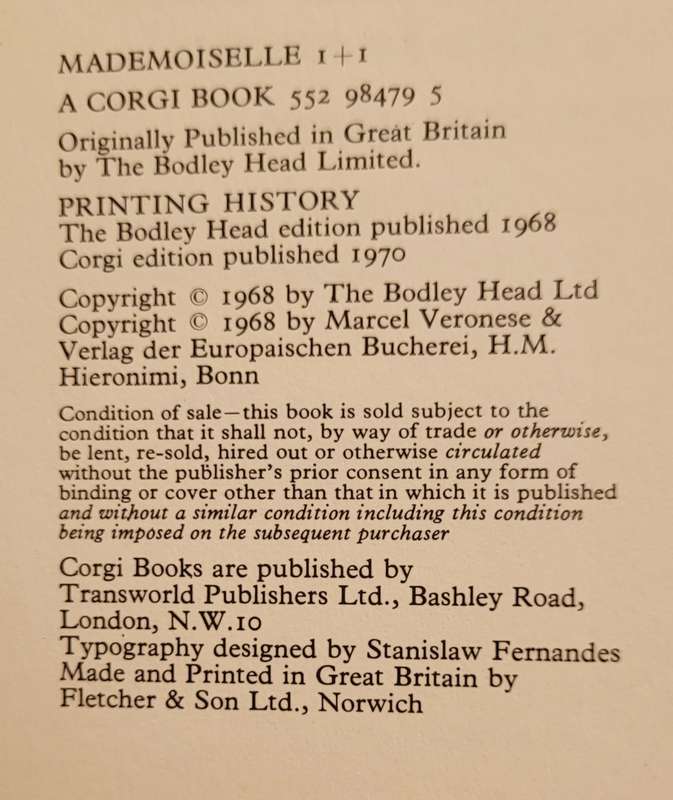 MADEMOISELLE 1+1
A CORGI BOOK 552 98479 5
Originally Published in Great Britain
by The Bodley Head Limited.
PRINTING HISTORY
The Bodley Head edition published 1968
Corgi edition published 1970
Copyright © 1968 by The Bodley Head Ltd
Copyright © 1968 by Marcel Veronese &
Verlag der Europaischen Bucherei, H.M.
Hieronimi, Bonn
Condition of sale—this book is sold subject to the
condition that it shall not, by way of trade or otherwise,
be lent, re-sold, hired out or otherwise circulated
without the publisher's prior consent in any form of
binding or cover other than that in which it is published
and without a similar condition including this condition
being imposed on the subsequent purchaser
Corgi Books are published by
Transworld Publishers Ltd., Bashley Road,
London, N.W.10
Typography designed by Stanislaw Fernandes
Made and Printed in Great Britain by
Fletcher & Son Ltd., Norwich